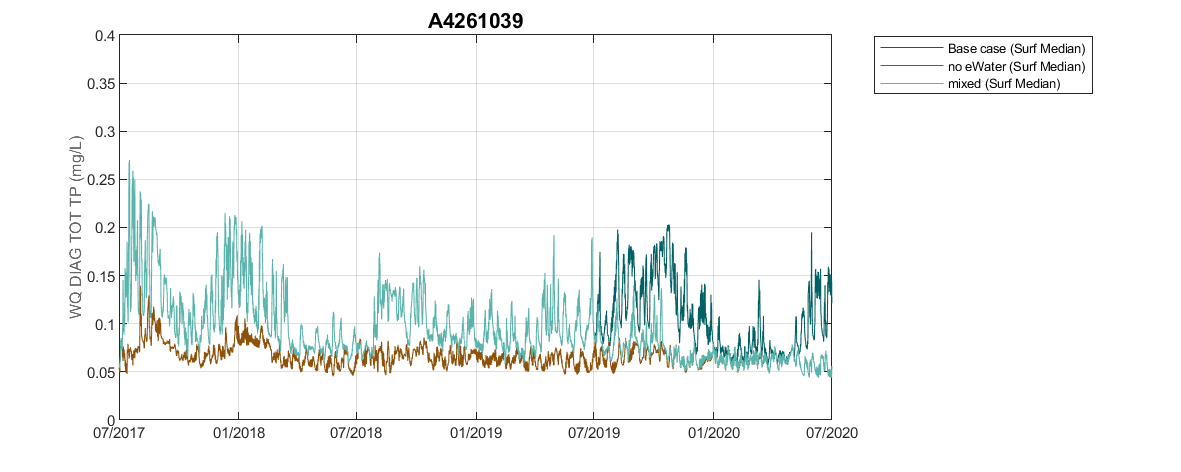 A4261039
0.4
0.35
0.3
0.25
0.2
0.15
0.1
0.05
0
WQ DIAG TOT TP (mg/L)
07/2017 01/2018 07/2018 01/2019 07/2019 01/2020 07/2020
Base case (Surf Median)
no eWater (Surf Median)
mixed (Surf Median)